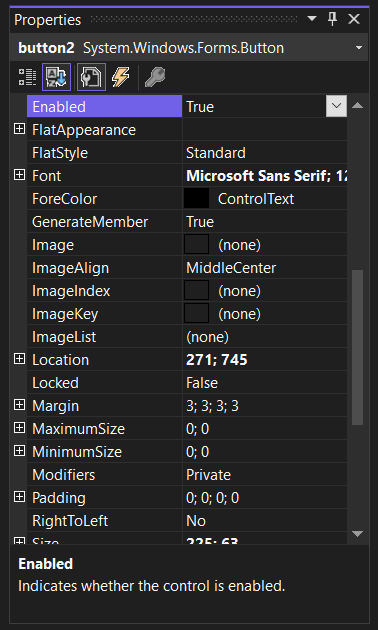 Properties
button2 System.Windows.Forms.Button
Enabled True
FlatAppearance
FlatStyle Standard
Font Microsoft Sans Serif; 12
ForeColor ControlText
GenerateMember True
Image (none)
ImageAlign MiddleCenter
ImageIndex (none)
ImageKey (none)
ImageList (none)
Location 271; 745
Locked False
Margin 3; 3; 3; 3
MaximumSize 0; 0
MinimumSize 0; 0
Modifiers Private
Padding 0; 0; 0; 0
RightToLeft No
Size 225; 63
Enabled
Indicates whether the control is enabled.